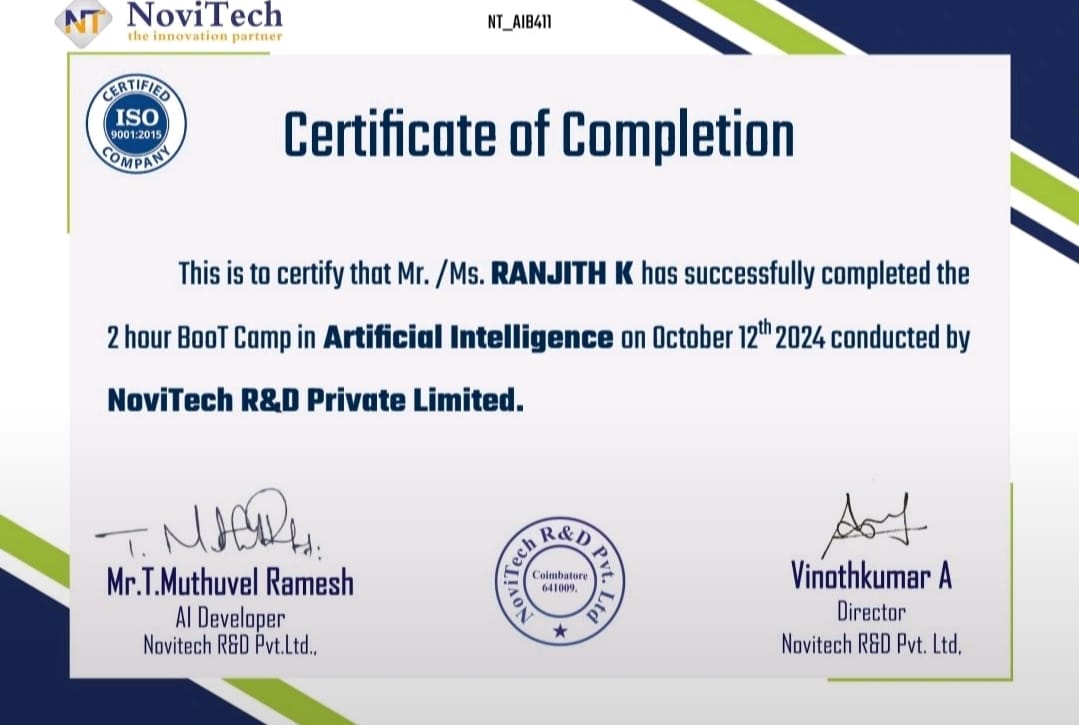 NT NoviTech
the innovation partner
NT_AIB411
CERTIFIED
ISO
9001:2015
COMPANY
Certificate of Completion
This is to certify that Mr. /Ms. RANJITH K has successfully completed the
2 hour BooT Camp in Artificial Intelligence on October 12th 2024 conducted by
NoviTech R&D Private Limited.
Mr.T.Muthuvel Ramesh
AI Developer
Novitech R&D Pvt.Ltd.,
NoviTech R&D Pvt. Ltd
Coimbatore
641009.
Vinothkumar A
Director
Novitech R&D Pvt. Ltd,